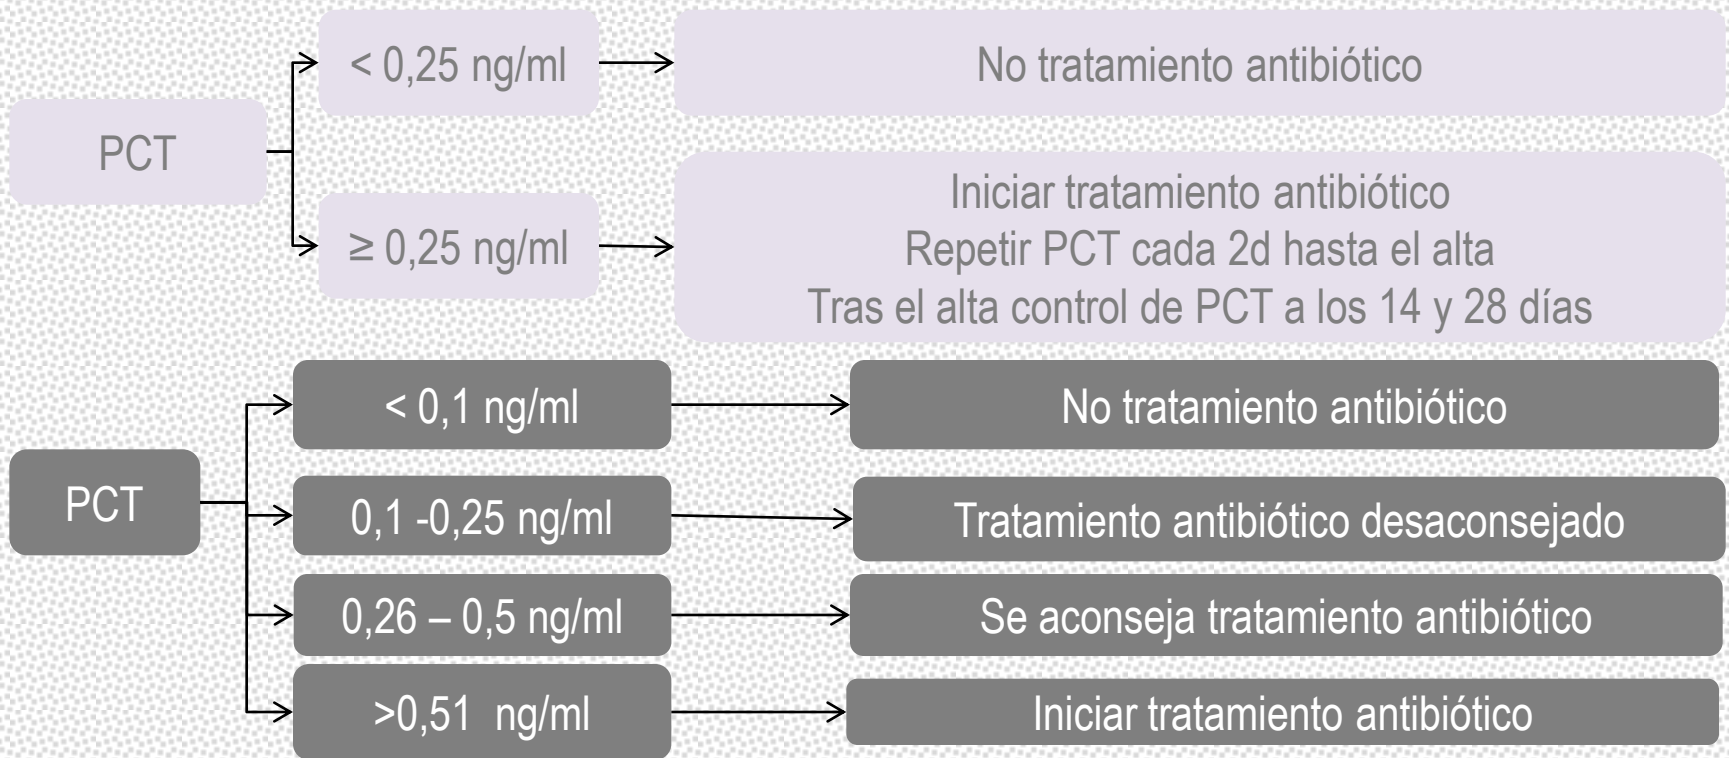 PCT
< 0,25 ng/ml
No tratamiento antibiótico
≥ 0,25 ng/ml
Iniciar tratamiento antibiótico
Repetir PCT cada 2d hasta el alta
Tras el alta control de PCT a los 14 y 28 días
PCT
< 0,1 ng/ml
No tratamiento antibiótico
0,1 -0,25 ng/ml
Tratamiento antibiótico desaconsejado
0,26 – 0,5 ng/ml
Se aconseja tratamiento antibiótico
>0,51 ng/ml
Iniciar tratamiento antibiótico